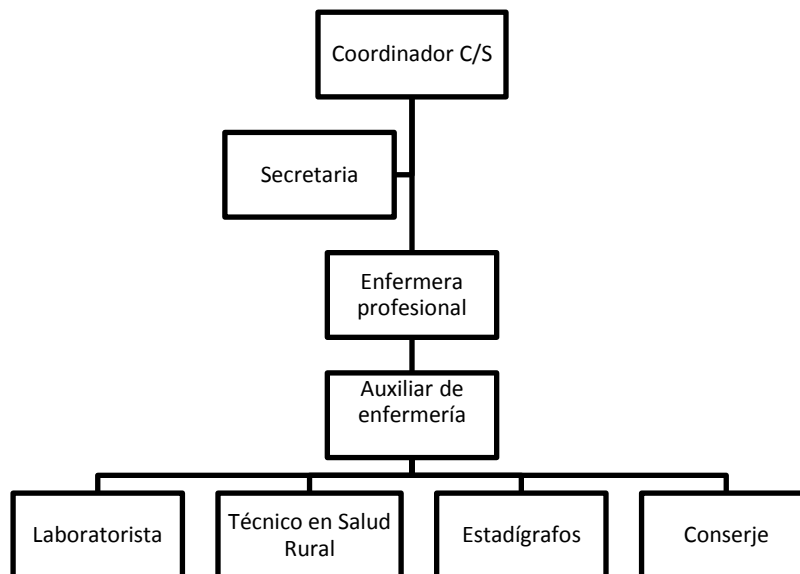 Coordinador C/S
Secretaria
Enfermera
profesional
Auxiliar de
enfermería
Laboratorista
Técnico en Salud
Rural
Estadígrafos
Conserje